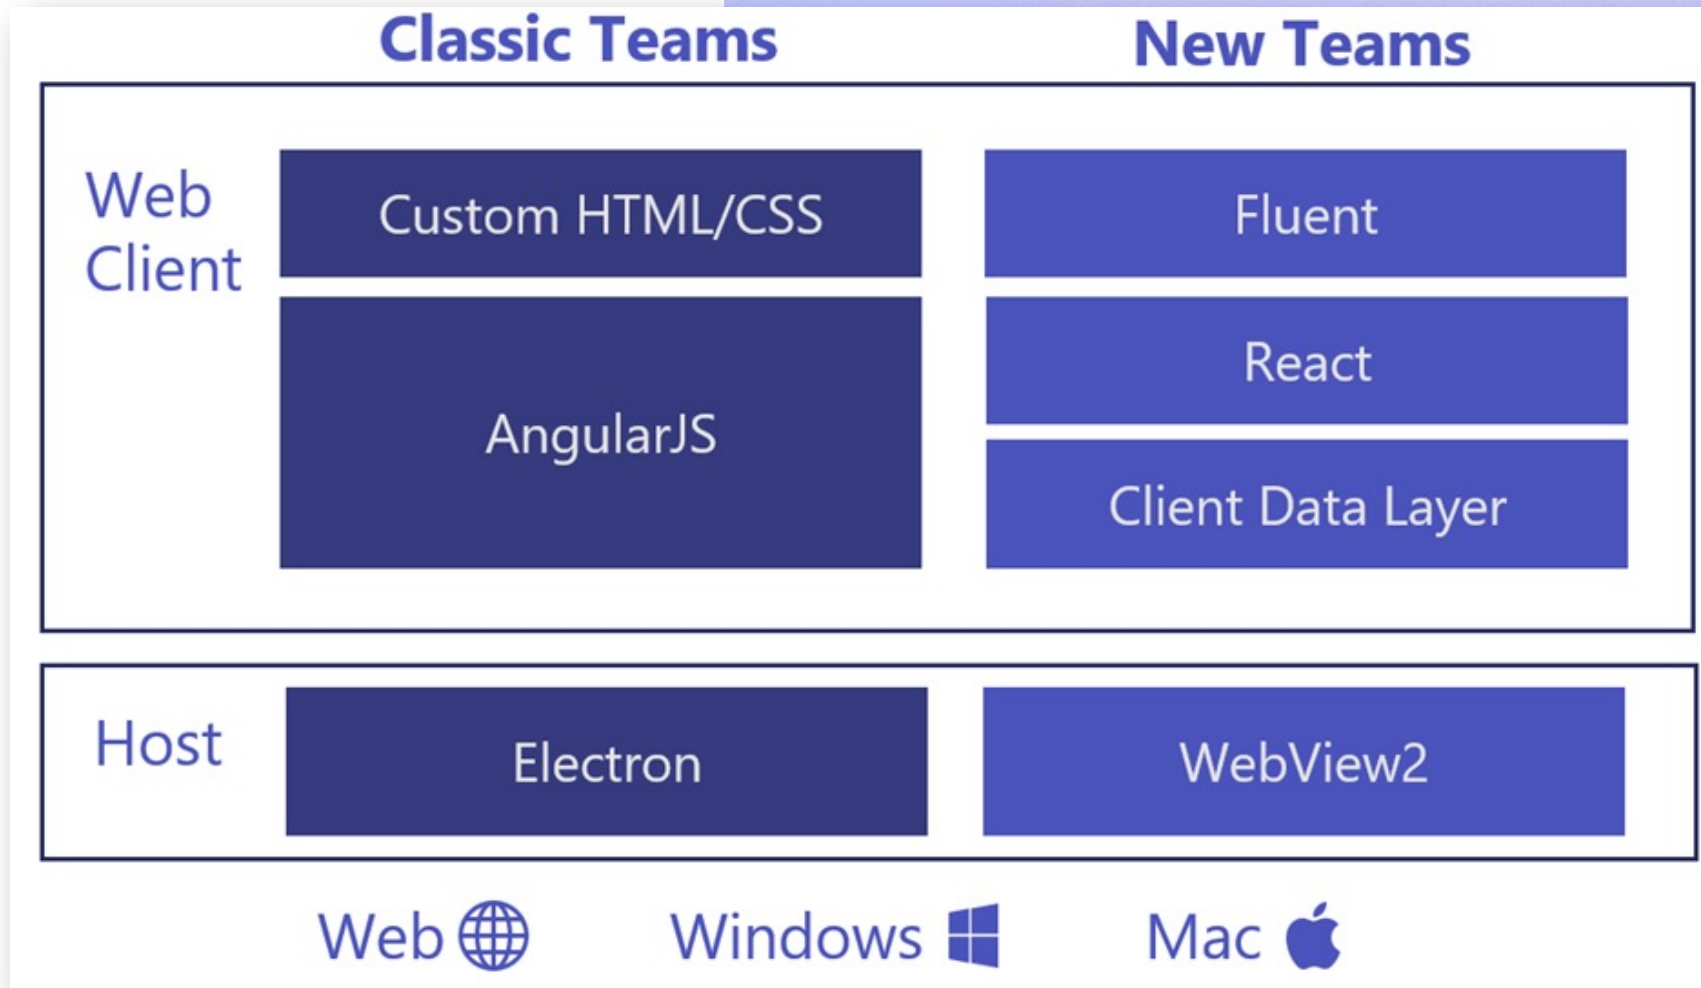 Classic Teams
New Teams
Web
Client
Custom HTML/CSS
Fluent
AngularJS
React
Client Data Layer
Host
Electron
WebView2
Web
Windows
Mac